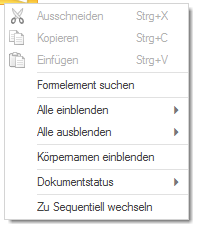 Ausschneiden Strg+X
Kopieren Strg+C
Einfügen Strg+V
Formelement suchen
Alle einblenden
Alle ausblenden
Körpernamen einblenden
Dokumentstatus
Zu Sequentiell wechseln